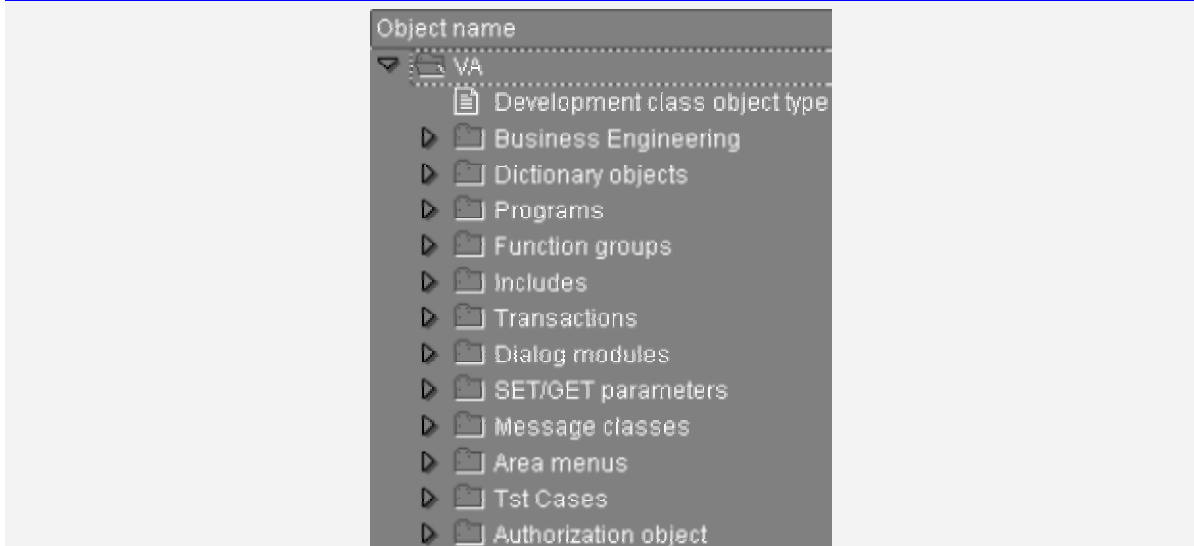 Object name
VA
Development class object type
Business Engineering
Dictionary objects
Programs
Function groups
Includes
Transactions
Dialog modules
SET/GET parameters
Message classes
Area menus
Tst Cases
Authorization object